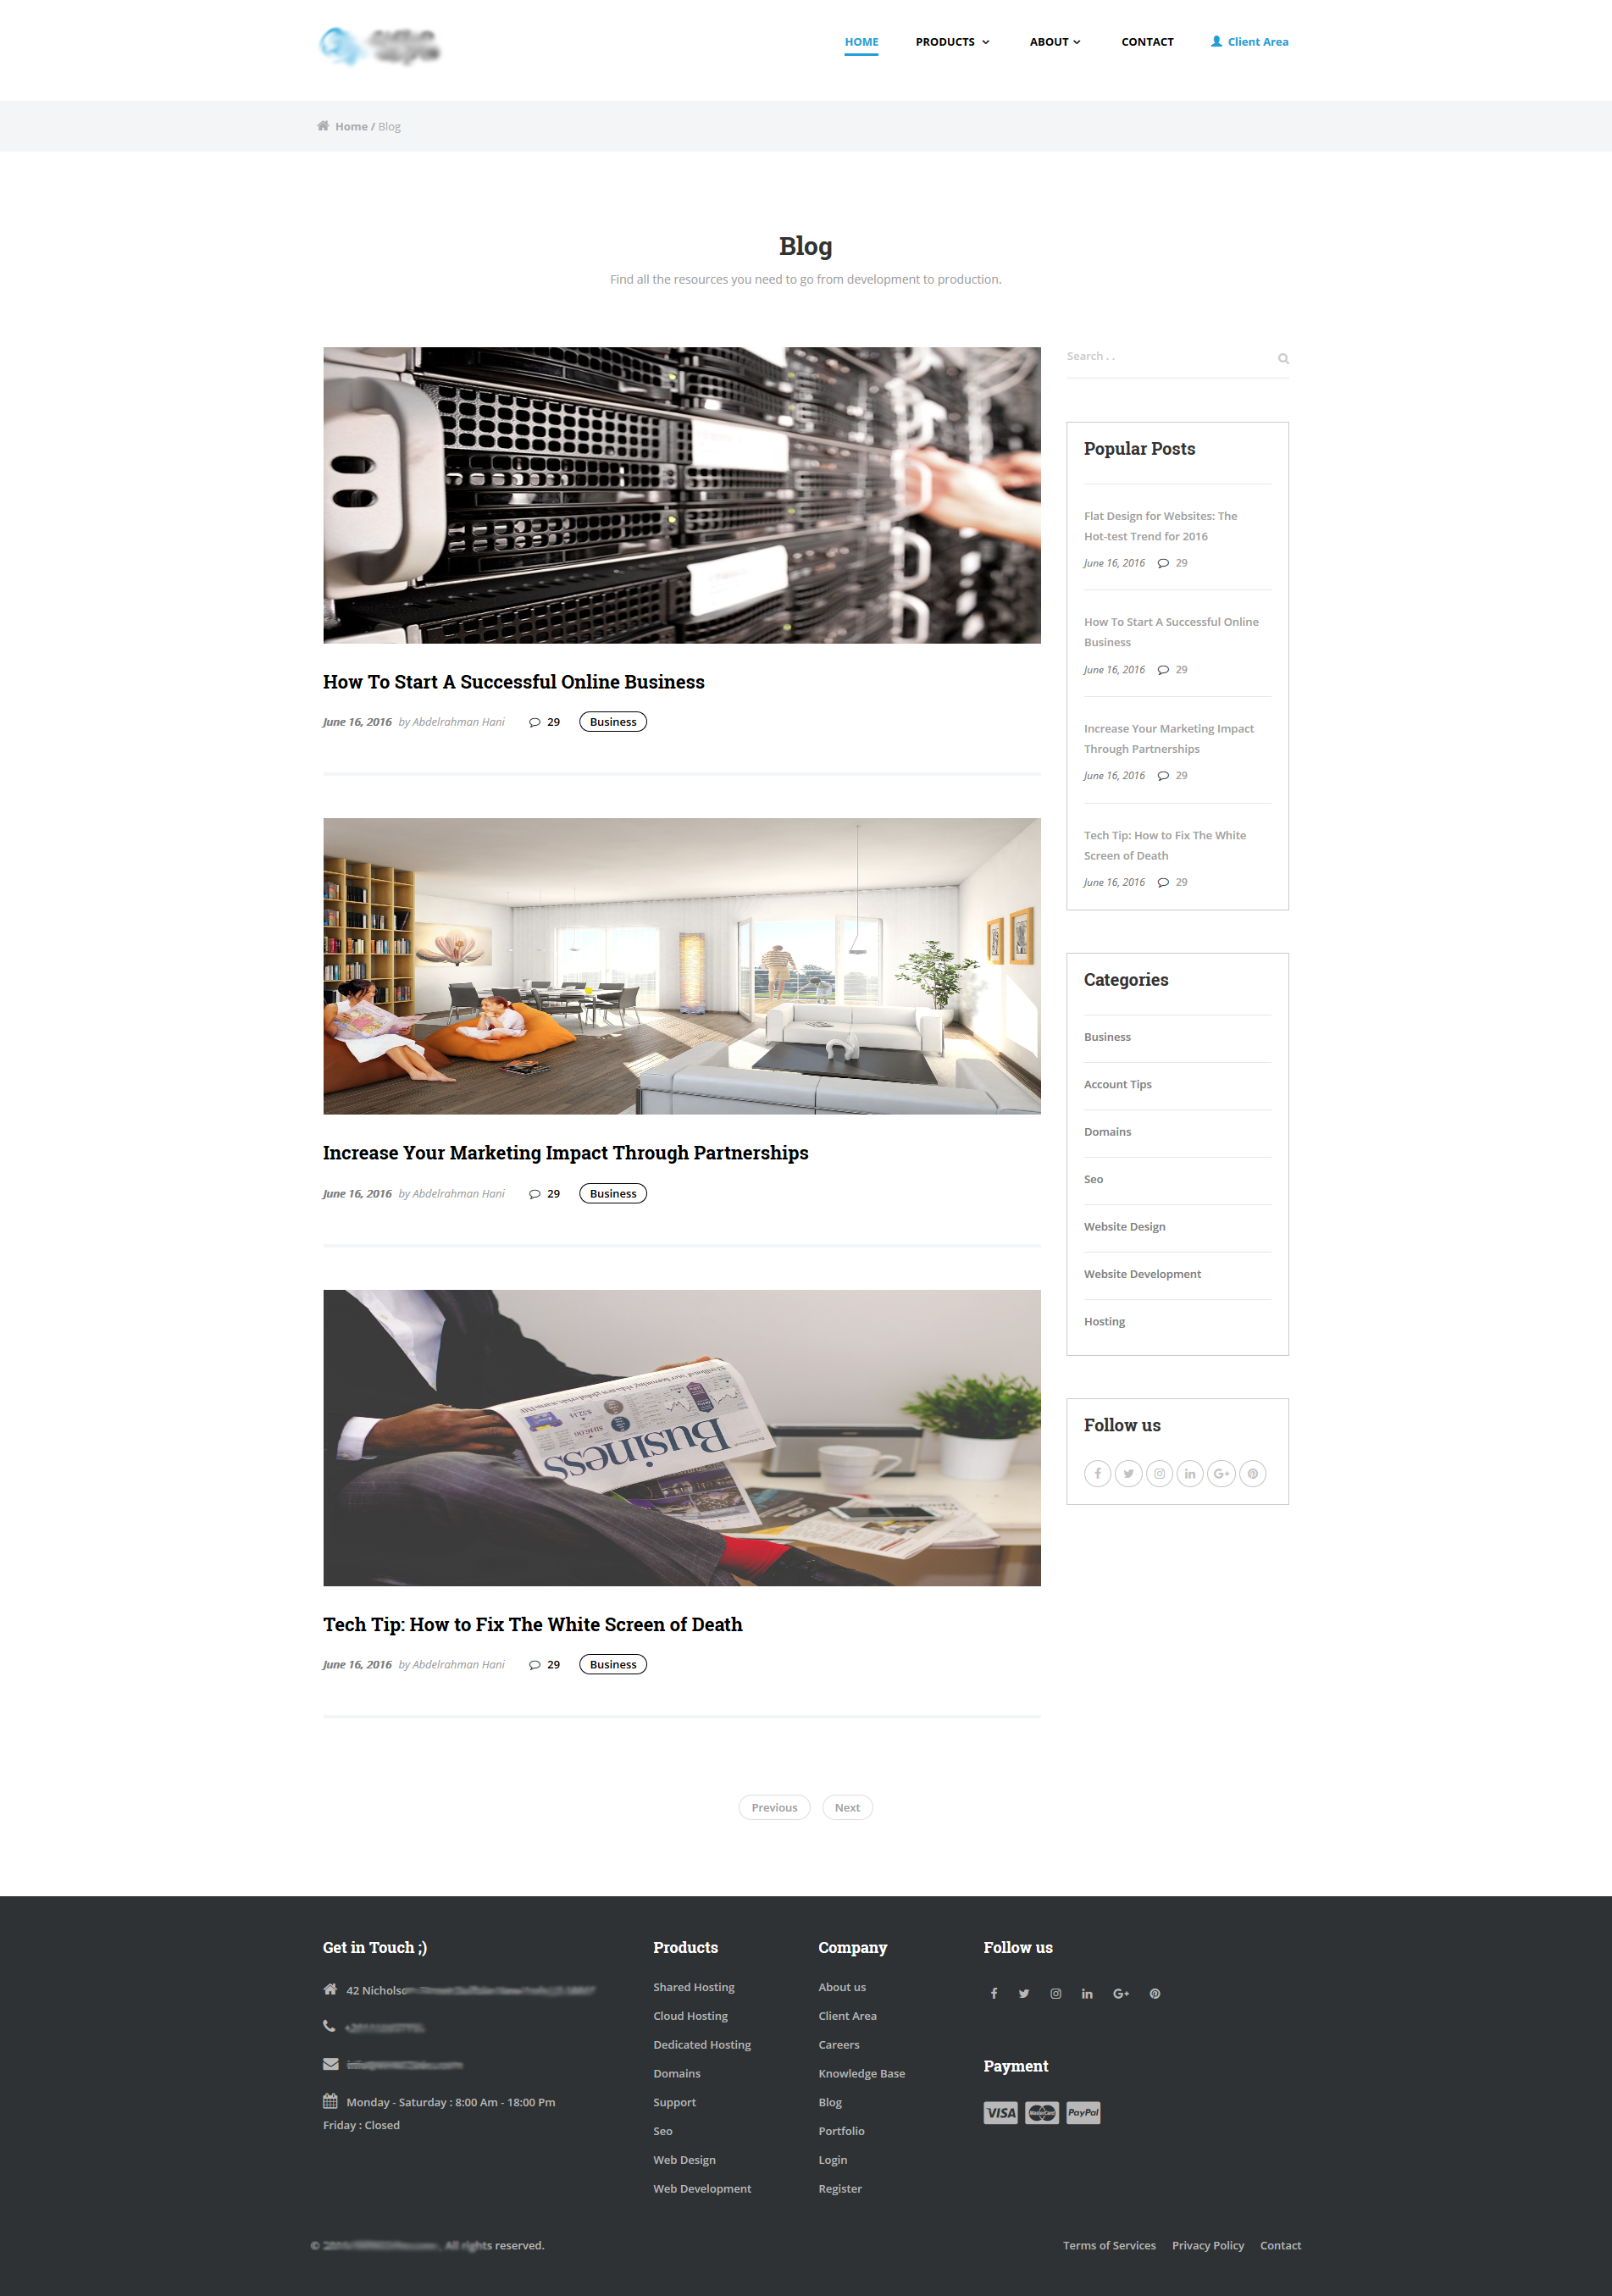 HOME
PRODUCTS
ABOUT
CONTACT
Client Area
Home / Blog
Blog
Find all the resources you need to go from development to production.
Search . .
How To Start A Successful Online Business
June 16, 2016 by Abdelrahman Hani 29 Business
Increase Your Marketing Impact Through Partnerships
June 16, 2016 by Abdelrahman Hani 29 Business
Business
Tech Tip: How to Fix The White Screen of Death
June 16, 2016 by Abdelrahman Hani 29 Business
Popular Posts
Flat Design for Websites: The
Hot-test Trend for 2016
June 16, 2016 29
How To Start A Successful Online
Business
June 16, 2016 29
Increase Your Marketing Impact
Through Partnerships
June 16, 2016 29
Tech Tip: How to Fix The White
Screen of Death
June 16, 2016 29
Categories
Business
Account Tips
Domains
Seo
Website Design
Website Development
Hosting
Follow us
Previous
Next
Get in Touch ;)
42
Monday - Saturday : 8:00 Am - 18:00 Pm
Friday : Closed
Products
Shared Hosting
Cloud Hosting
Dedicated Hosting
Domains
Support
Seo
Web Design
Web Development
Company
About us
Client Area
Careers
Knowledge Base
Blog
Portfolio
Login
Register
Follow us
Payment
VISA
MasterCard
PayPal
© All rights reserved.
Terms of Services
Privacy Policy
Contact